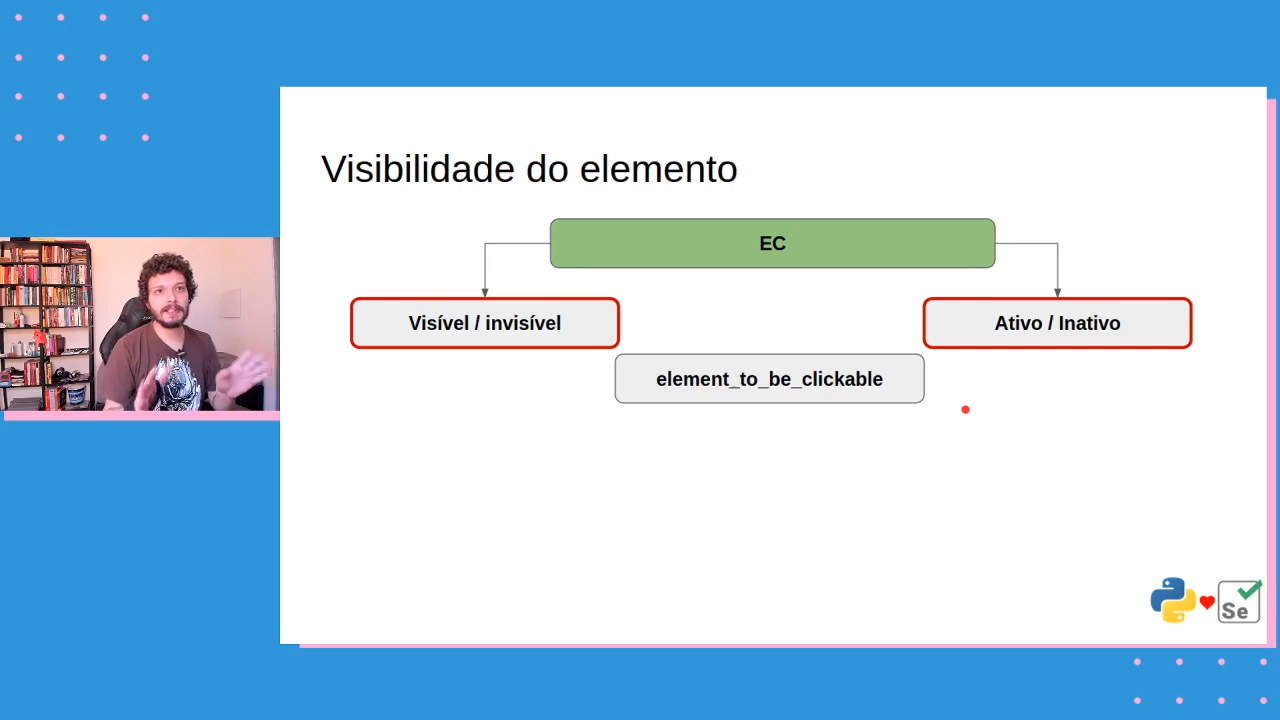 Visibilidade do elemento
EC
Visível / invisível
Ativo / Inativo
element_to_be_clickable
Se